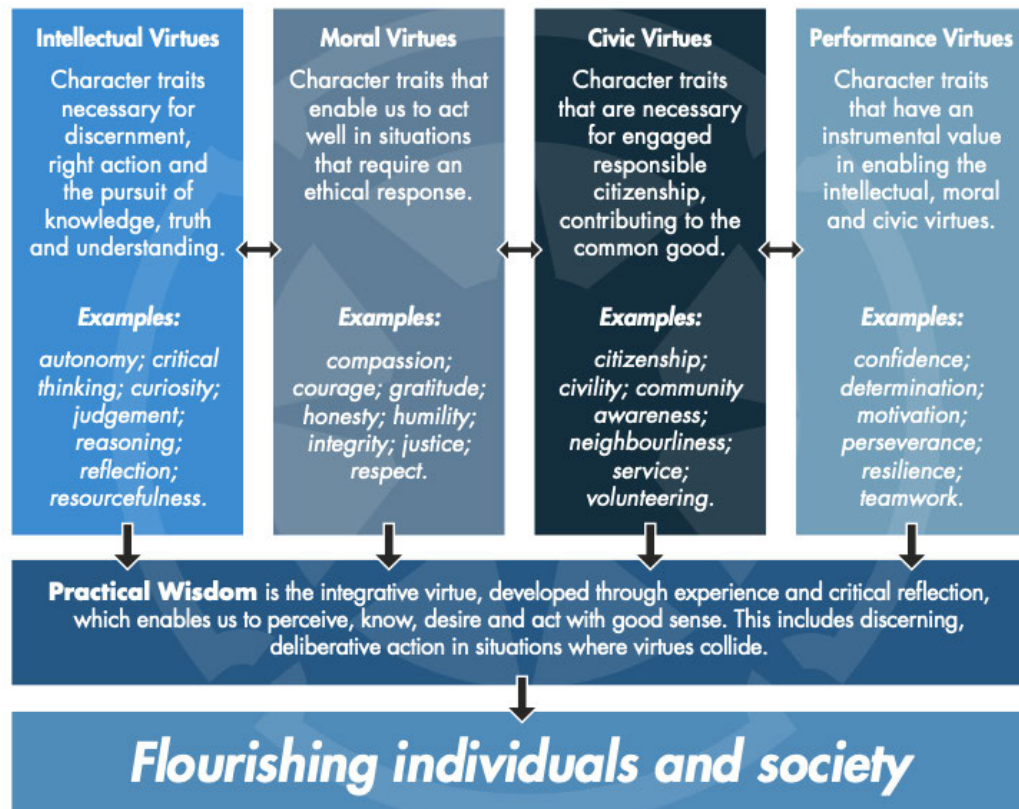 Intellectual Virtues
Character traits
necessary for
discernment,
right action and
the pursuit of
knowledge, truth
and understanding.
Examples:
autonomy; critical
thinking; curiosity;
judgement;
reasoning;
reflection;
resourcefulness.
Moral Virtues
Character traits that
enable us to act
well in situations
that require an
ethical response.
Examples:
compassion;
courage; gratitude;
honesty; humility;
integrity; justice;
respect.
Civic Virtues
Character traits
that are necessary
for engaged
responsible
citizenship,
contributing to the
common good.
Examples:
citizenship;
civility; community
awareness;
neighbourliness;
service;
volunteering.
Performance Virtues
Character traits
that have an
instrumental value
in enabling the
intellectual, moral
and civic virtues.
Examples:
confidence;
determination;
motivation;
perseverance;
resilience;
teamwork.
Practical Wisdom is the integrative virtue, developed through experience and critical reflection,
which enables us to perceive, know, desire and act with good sense. This includes discerning,
deliberative action in situations where virtues collide.
Flourishing individuals and society